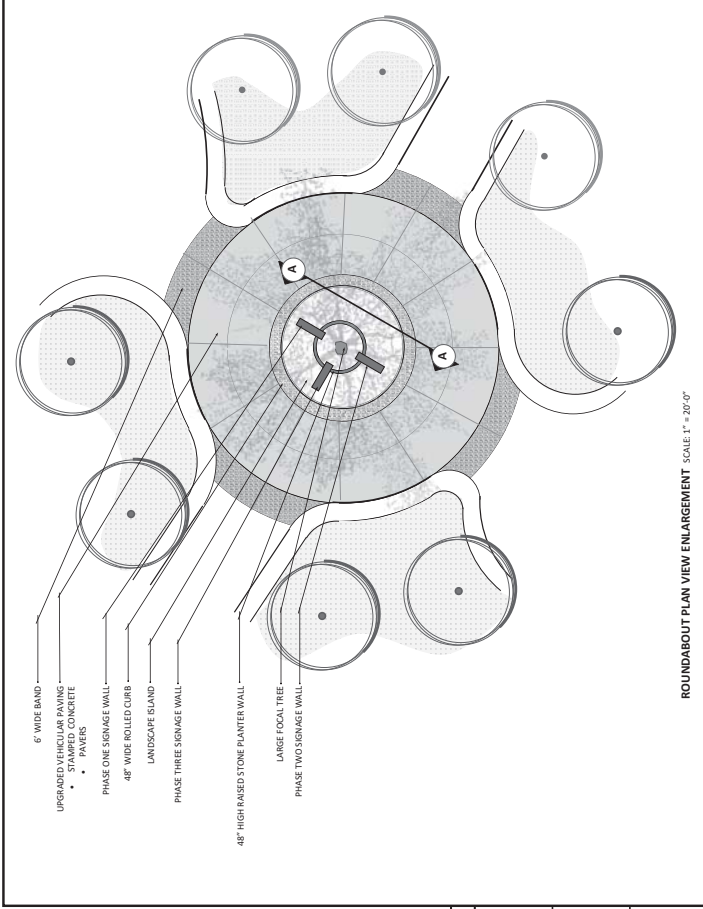 6' WIDE BAND
UPGRADED VEHICULAR PAVING
• STAMPED CONCRETE
• PAVERS
PHASE ONE SIGNAGE WALL
48" WIDE ROLLED CURB
LANDSCAPE ISLAND
PHASE THREE SIGNAGE WALL
48" HIGH RAISED STONE PLANTER WALL
LARGE FOCAL TREE
PHASE TWO SIGNAGE WALL
A
A
ROUNDABOUT PLAN VIEW ENLARGEMENT SCALE: 1" = 20'-0"